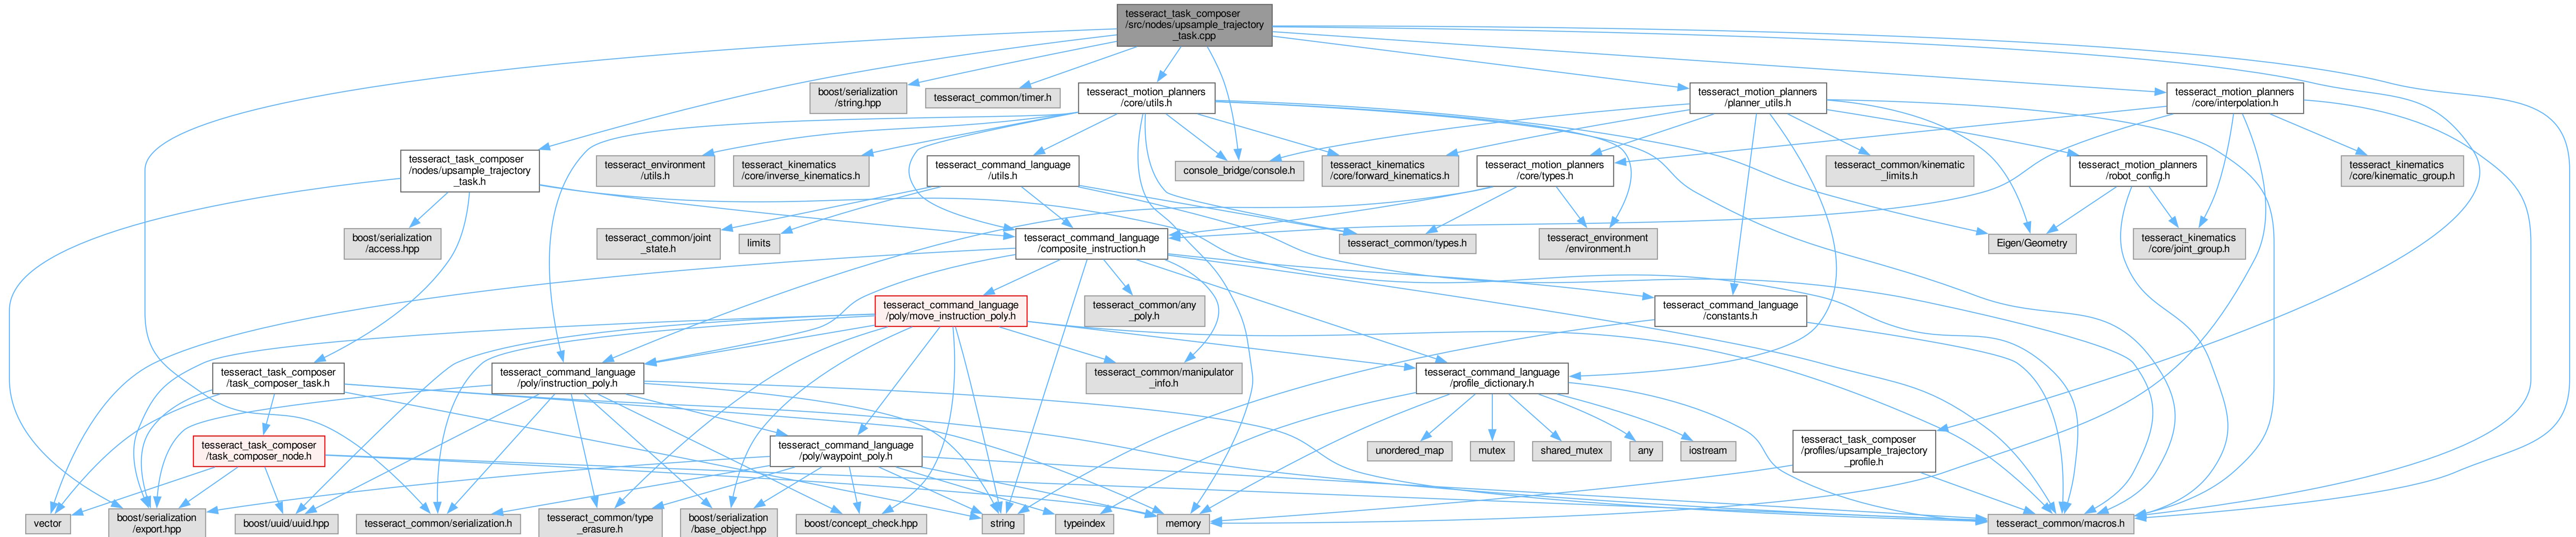 tesseract_task_composer
/src/nodes/upsample_trajectory
_task.cpp
boost/serialization
/string.hpp
tesseract_common/timer.h
tesseract_motion_planners
/core/utils.h
tesseract_motion_planners
/planner_utils.h
tesseract_motion_planners
/core/interpolation.h
tesseract_task_composer
/nodes/upsample_trajectory
_task.h
tesseract_environment
/utils.h
tesseract_kinematics
/core/inverse_kinematics.h
tesseract_command_language
/utils.h
console_bridge/console.h
tesseract_kinematics
/core/forward_kinematics.h
tesseract_motion_planners
/core/types.h
tesseract_common/kinematic
_limits.h
tesseract_motion_planners
/robot_config.h
tesseract_kinematics
/core/kinematic_group.h
boost/serialization
/access.hpp
tesseract_common/joint
_state.h
limits
tesseract_command_language
/composite_instruction.h
tesseract_common/types.h
tesseract_environment
/environment.h
Eigen/Geometry
tesseract_kinematics
/core/joint_group.h
tesseract_command_language
/poly/move_instruction_poly.h
tesseract_common/any
_poly.h
tesseract_command_language
/constants.h
tesseract_task_composer
/task_composer_task.h
tesseract_command_language
/poly/instruction_poly.h
tesseract_common/manipulator
_info.h
tesseract_command_language
/profile_dictionary.h
tesseract_task_composer
/task_composer_node.h
tesseract_command_language
/poly/waypoint_poly.h
unordered_map
mutex
shared_mutex
any
iostream
tesseract_task_composer
/profiles/upsample_trajectory
_profile.h
vector
boost/serialization
/export.hpp
boost/uuid/uuid.hpp
tesseract_common/serialization.h
tesseract_common/type
_erasure.h
boost/serialization
/base_object.hpp
boost/concept_check.hpp
string
typeindex
memory
tesseract_common/macros.h